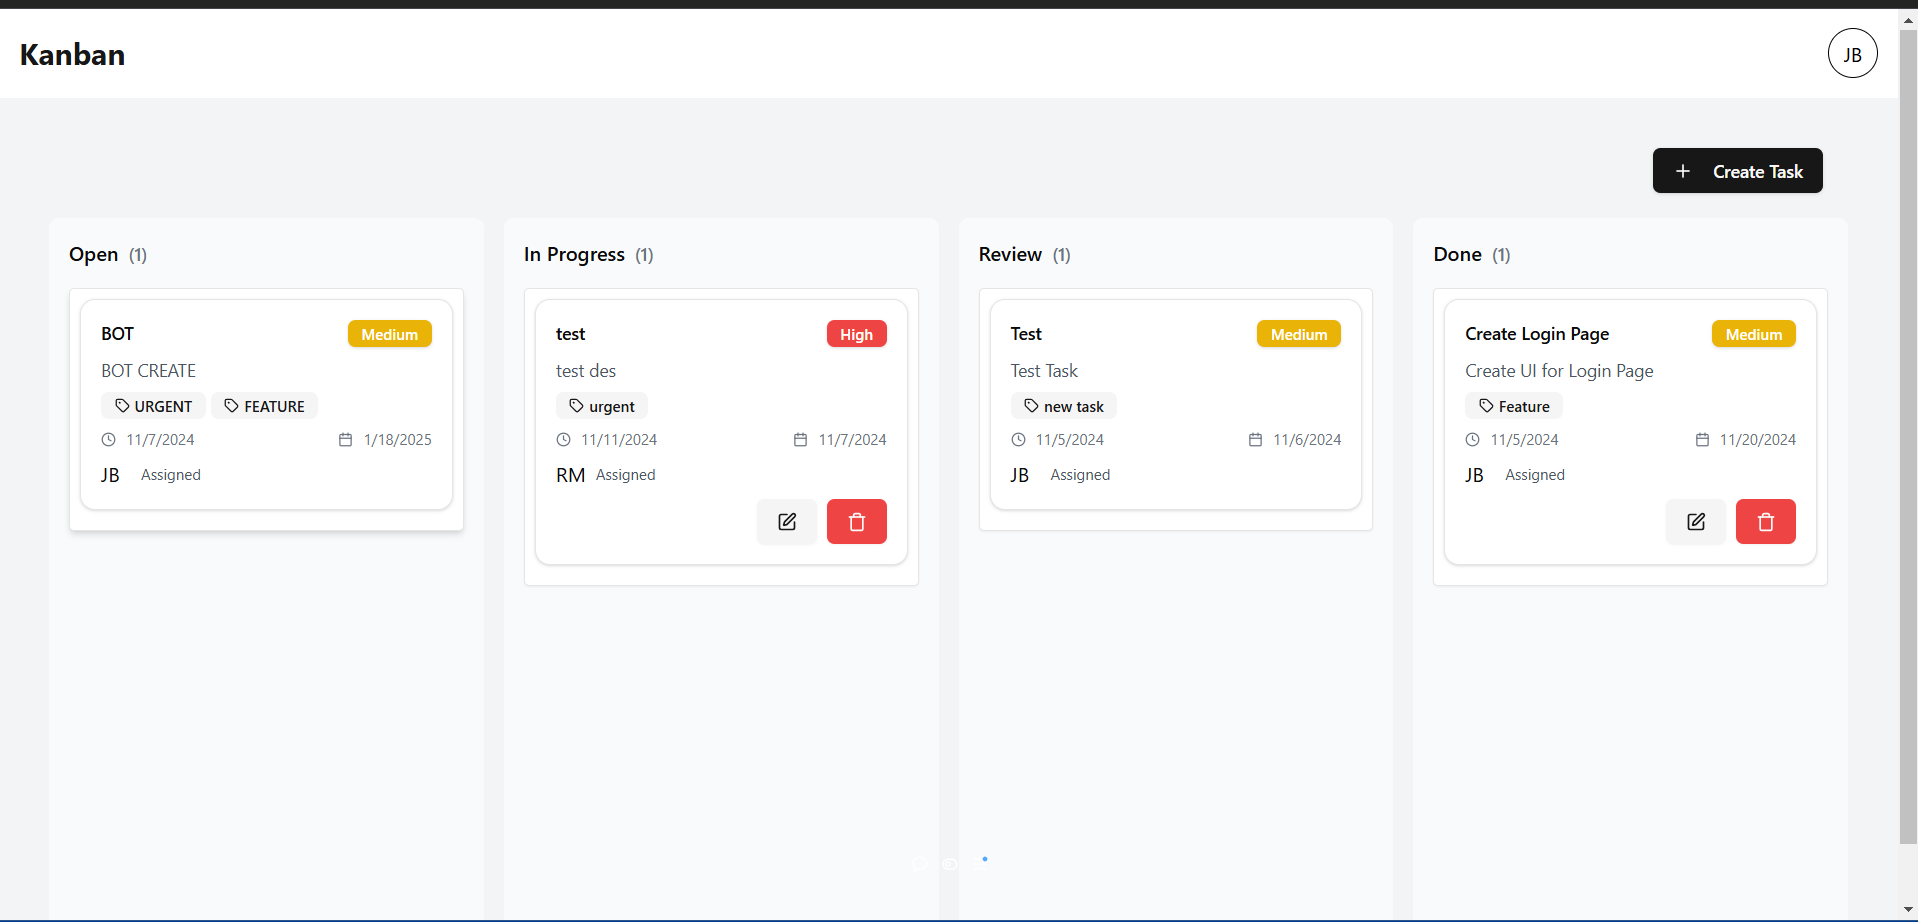 Kanban
JB
Create Task
Open (1)
BOT
Medium
BOT CREATE
URGENT FEATURE
11/7/2024 1/18/2025
JB Assigned
In Progress (1)
test
High
test des
urgent
11/11/2024 11/7/2024
RM Assigned
Review (1)
Test
Medium
Test Task
new task
11/5/2024 11/6/2024
JB Assigned
Done (1)
Create Login Page
Medium
Create UI for Login Page
Feature
11/5/2024 11/20/2024
JB Assigned